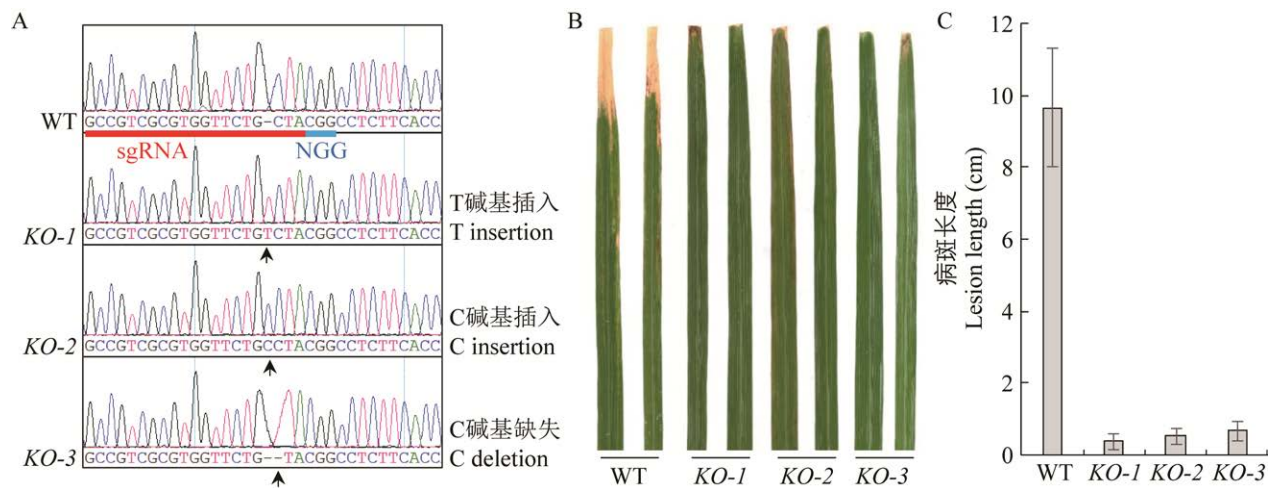 A
WT
GCCGTCGCGTGGTTCTG-CTACGGCCTCTTCACC
sgRNA
NGG
KO-1
GCCGTCGCGTGGTTCTGTCTACGGCCTCTTCACC
T碱基插入
T insertion
KO-2
GCCGTCGCGTGGTTCTGCCTACGGCCTCTTCACC
C碱基插入
C insertion
KO-3
GCCGTCGCGTGGTTCTG--TACGGCCTCTTCACC
C碱基缺失
C deletion
B
WT
KO-1
KO-2
KO-3
C
病斑长度
Lesion length (cm)
12
10
8
6
4
2
0
WT
KO-1
KO-2
KO-3